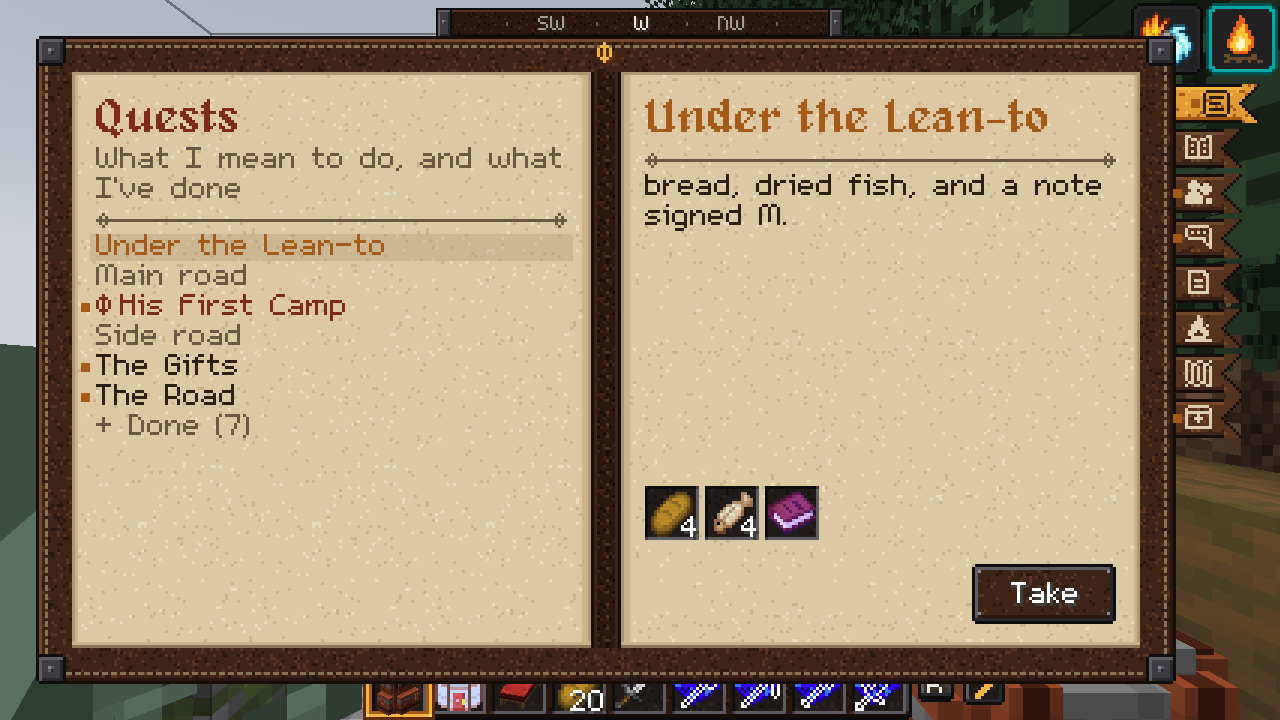 SW W NW
Quests
What I mean to do, and what
I've done
Under the Lean-to
Main road
His First Camp
Side road
The Gifts
The Road
+ Done (7)
Under the Lean-to
bread, dried fish, and a note
signed M.
4 4
Take
20